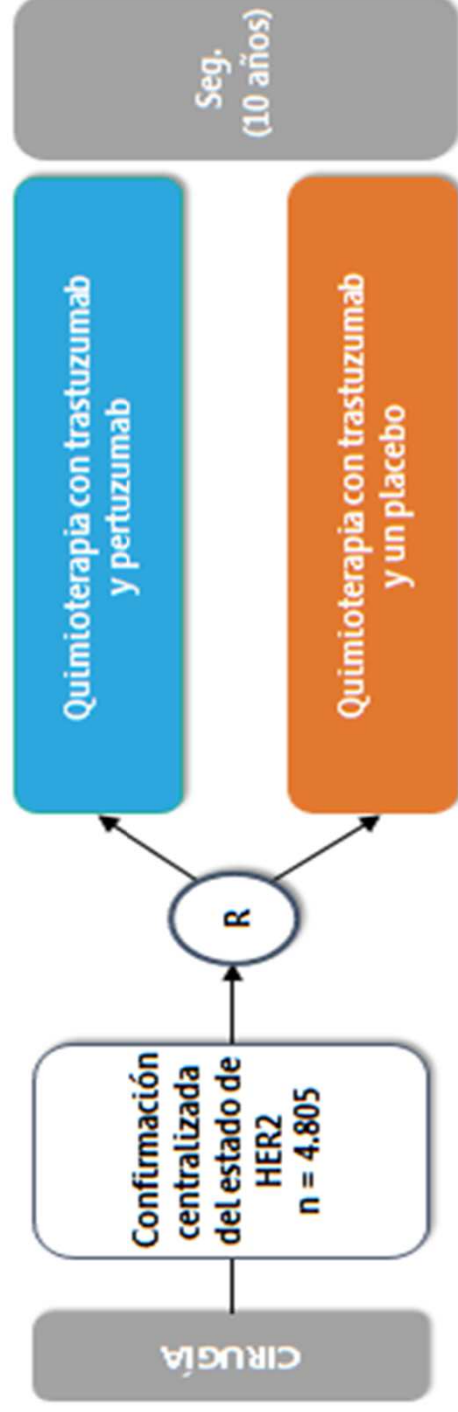 CIRUGÍA
Confirmación
centralizada
del estado de
HER2
n = 4.805
R
Quimioterapia con trastuzumab
y pertuzumab
Quimioterapia con trastuzumab
y un placebo
Seg.
(10 años)